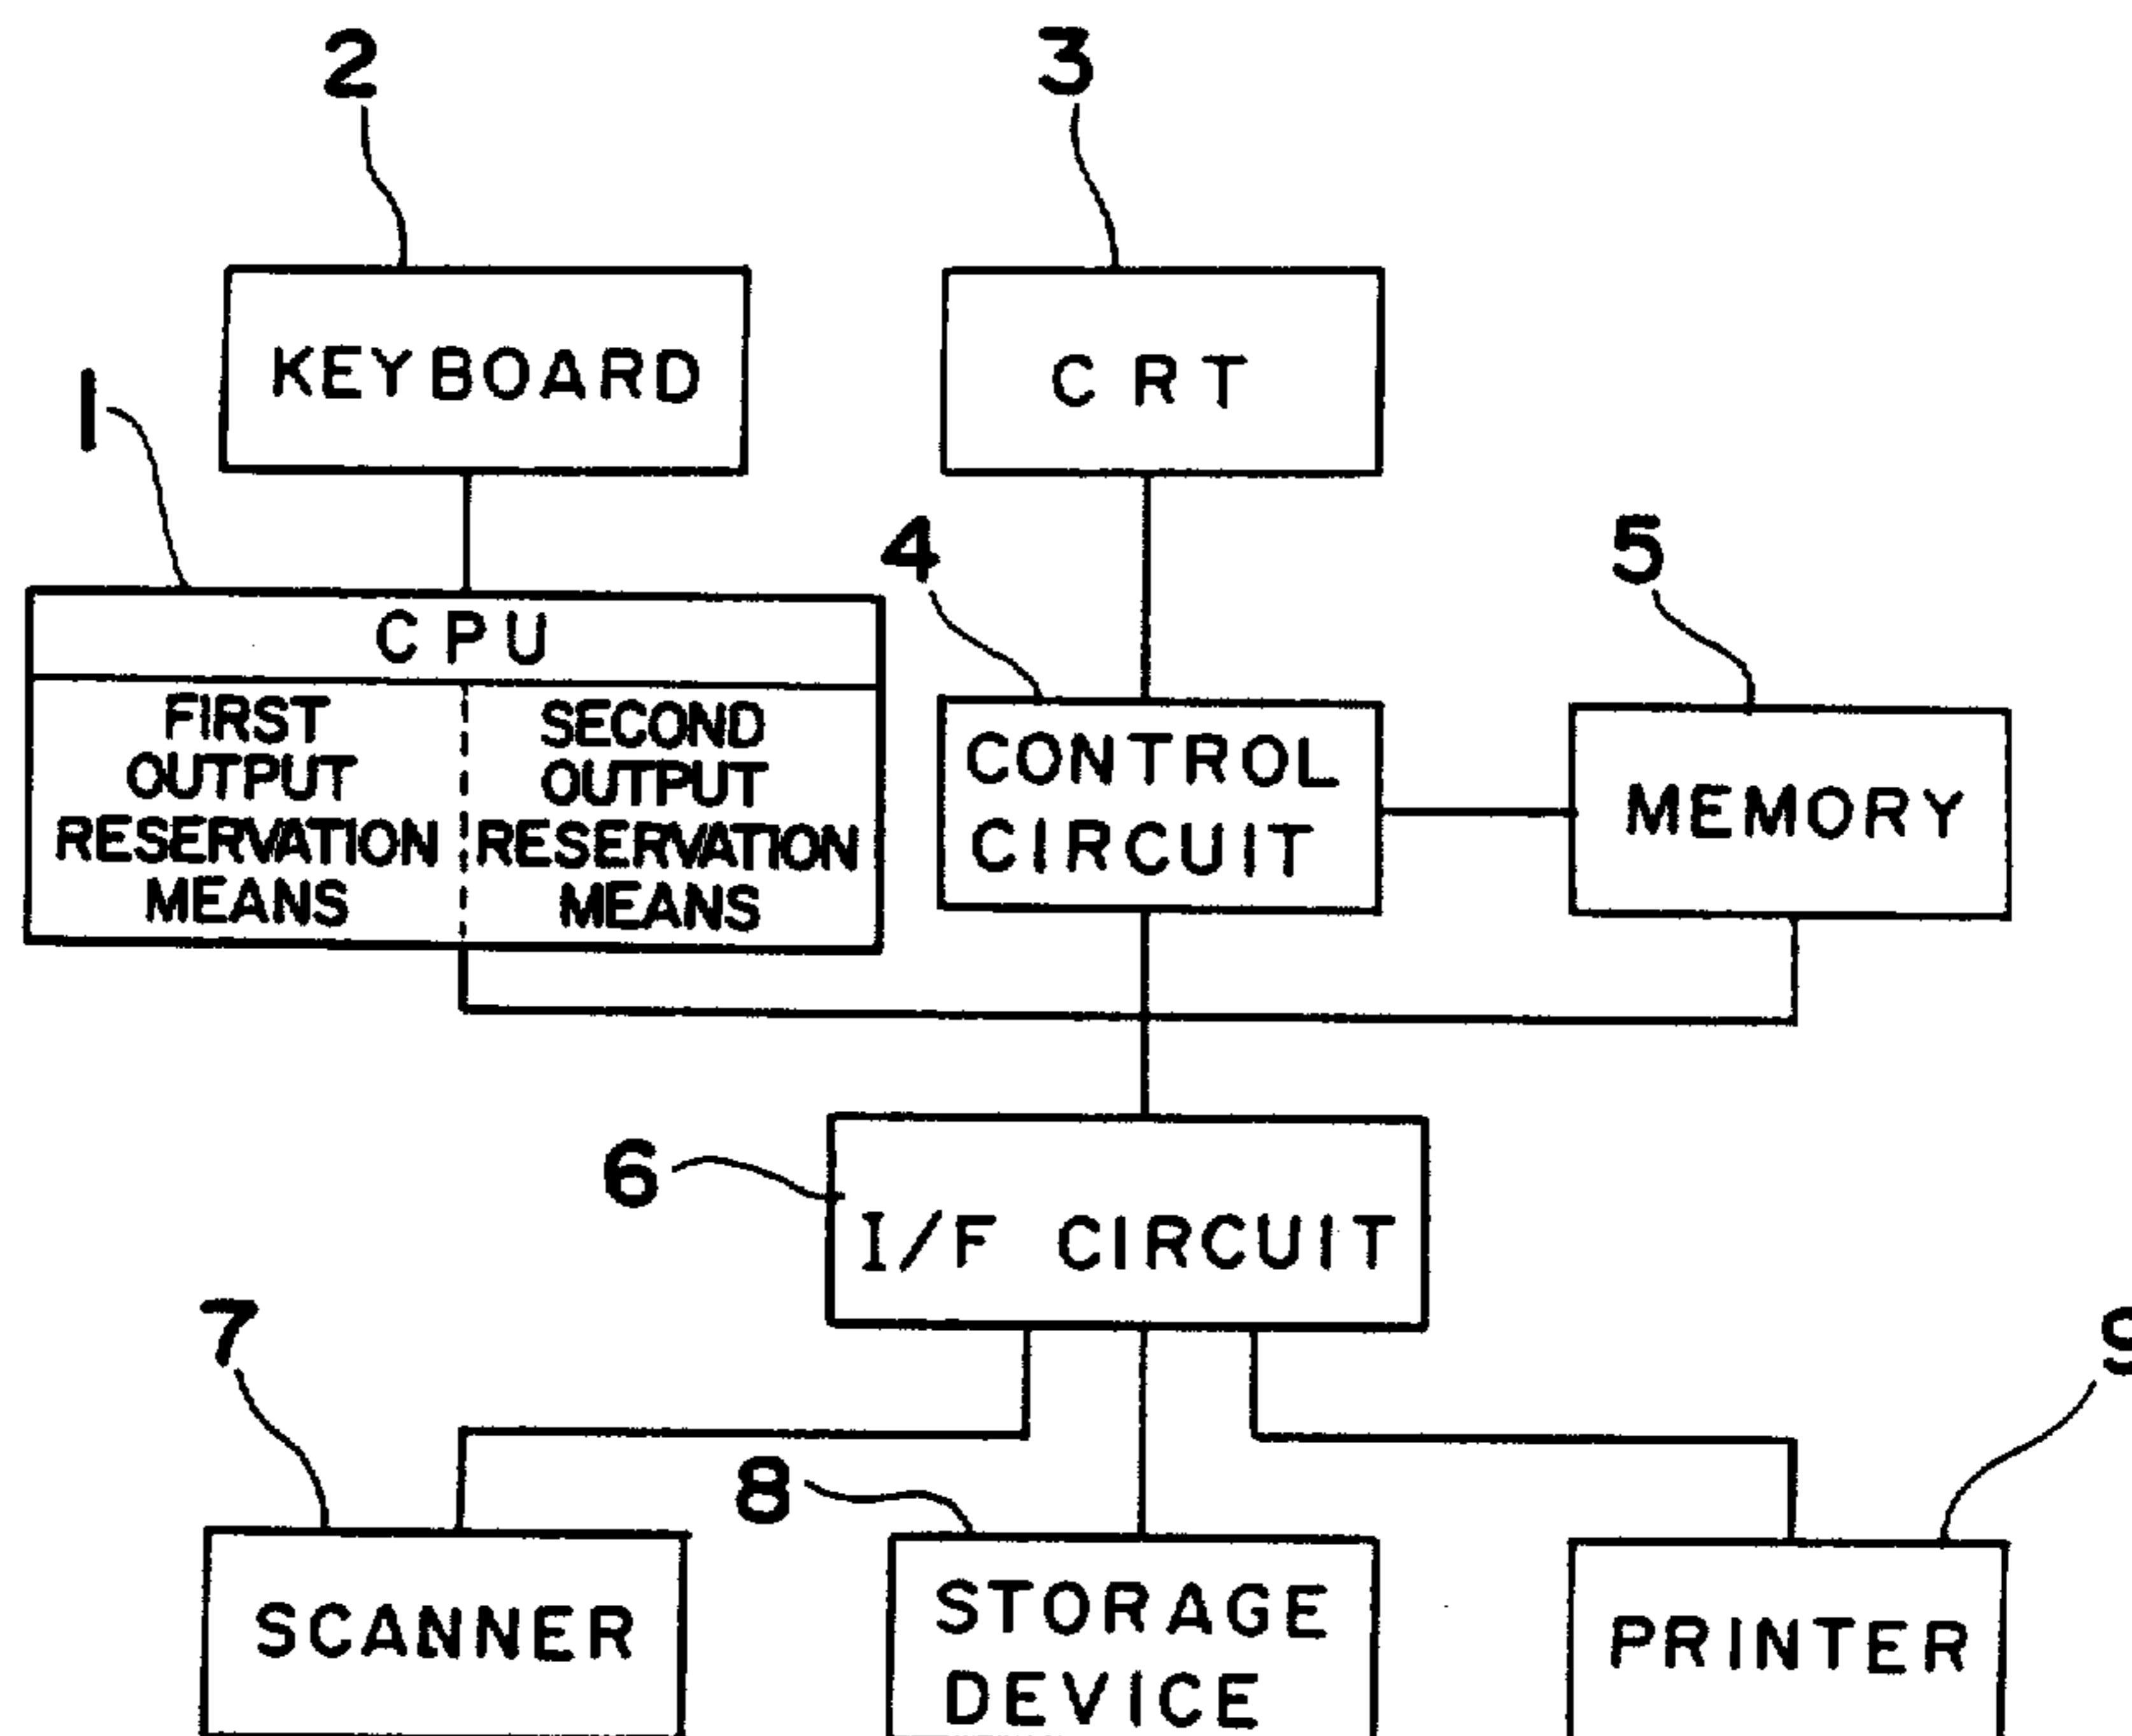 2
3
KEYBOARD
CRT
1
4
5
CPU
FIRST
OUTPUT
RESERVATION
MEANS
SECOND
OUTPUT
RESERVATION
MEANS
CONTROL
CIRCUIT
MEMORY
6
I/F CIRCUIT
7
9
8
SCANNER
STORAGE
DEVICE
PRINTER